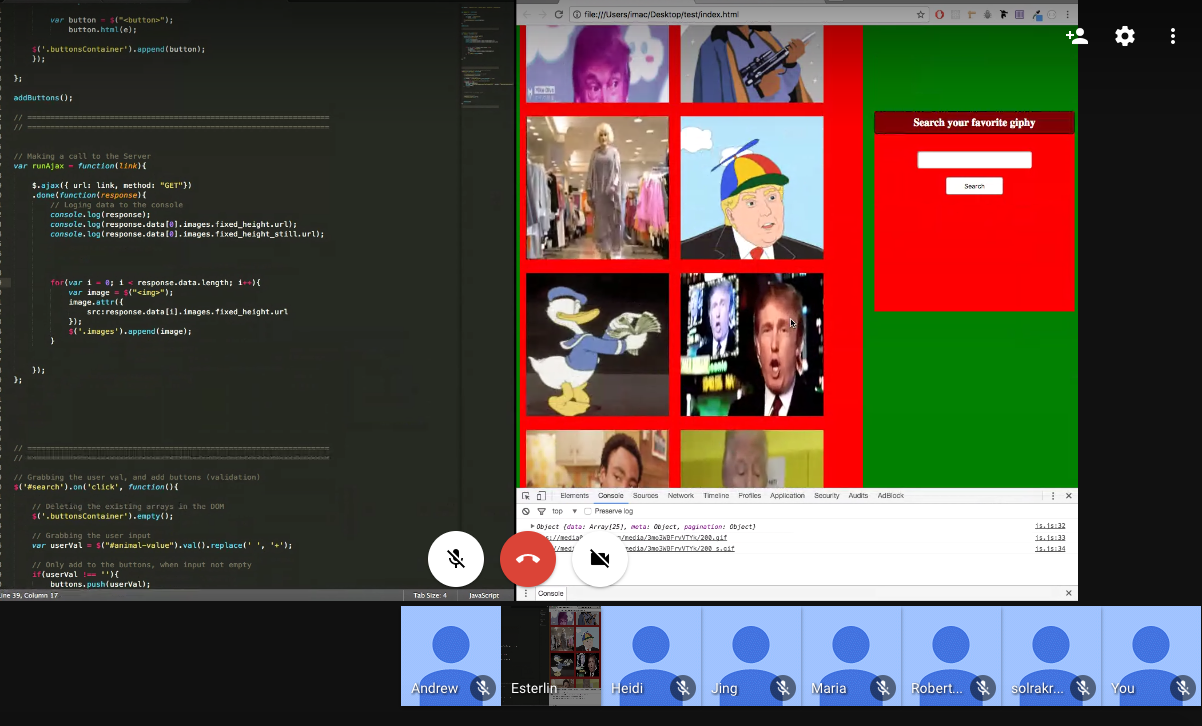 var button = $("<button>");
button.html(e);
$('.buttonsContainer').append(button);
});
};
addButtons();
// ==================================================================
// ==================================================================
// Making a call to the Server
var runAjax = function(link){
$.ajax({ url: link, method: "GET"})
.done(function(response){
// Loging data to the console
console.log(response);
console.log(response.data[0].images.fixed_height.url);
console.log(response.data[0].images.fixed_height_still.url);
for(var i = 0; i < response.data.length; i++){
var image = $("<img>");
image.attr({
src:response.data[i].images.fixed_height.url
});
$('.images').append(image);
}
});
};
// ==================================================================
// ==================================================================
// Grabbing the user val, and add buttons (validation)
$('#search').on('click', function(){
// Deleting the existing arrays in the DOM
$('.buttonsContainer').empty();
// Grabbing the user input
var userVal = $("#animal-value").val().replace(' ', '+');
// Only add to the buttons, when input not empty
if(userVal !== ''){
buttons.push(userVal);
Line 39, Column 17
Tab Size: 4
JavaScript
file:///Users/imac/Desktop/test/index.html
Search your favorite giphy
Search
Elements Console Sources Network Timeline Profiles Application Security Audits AdBlock
top Preserve log
Object {data: Array[25], meta: Object, pagination: Object} js.js:32
/media/3mo3WBFrvVTYk/200.gif js.js:33
/media/3mo3WBFrvVTYk/200_s.gif js.js:34
Console
Andrew
Esterlin
Heidi
Jing
Maria
Robert...
solrakr...
You